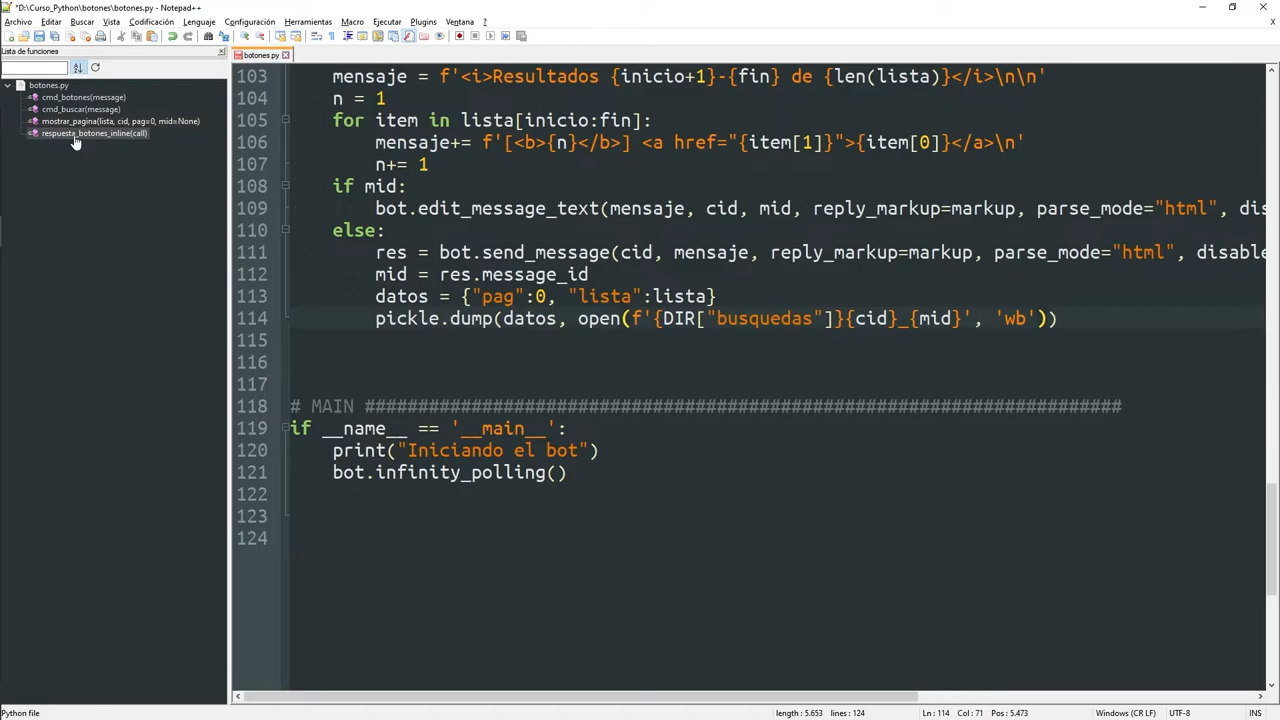 *D:\Curso_Python\botones\botones.py - Notepad++
Archivo Editar Buscar Vista Codificación Lenguaje Configuración Herramientas Macro Ejecutar Plugins Ventana ?
Lista de funciones
botones.py
botones.py
cmd_botones(message)
cmd_buscar(message)
mostrar_pagina(lista, cid, pag=0, mid=None)
respuesta_botones_inline(call)
103 mensaje = f'<i>Resultados {inicio+1}-{fin} de {len(lista)}</i>\n\n'
104 n = 1
105 for item in lista[inicio:fin]:
106 mensaje+= f'[<b>{n}</b>] <a href="{item[1]}">{item[0]}</a>\n'
107 n+= 1
108 if mid:
109 bot.edit_message_text(mensaje, cid, mid, reply_markup=markup, parse_mode="html", dis
110 else:
111 res = bot.send_message(cid, mensaje, reply_markup=markup, parse_mode="html", disable
112 mid = res.message_id
113 datos = {"pag":0, "lista":lista}
114 pickle.dump(datos, open(f'{DIR["busquedas"]}{cid}_{mid}', 'wb'))
115
116
117
118 # MAIN #######################################################################
119 if __name__ == '__main__':
120 print("Iniciando el bot")
121 bot.infinity_polling()
122
123
124
Python file length : 5.653 lines : 124 Ln : 114 Col : 71 Pos : 5.473 Windows (CR LF) UTF-8 INS